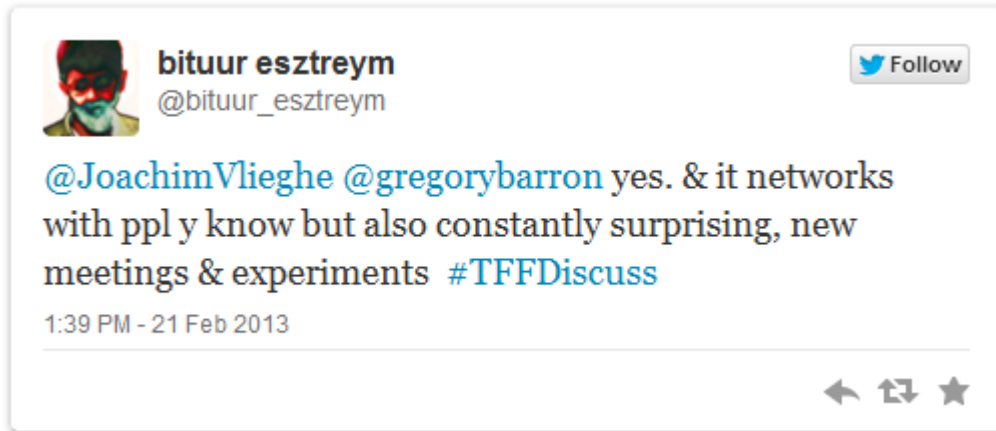 bituur esztreym
Follow
@bituur_esztreym
@JoachimVlieghe @gregorybarron yes. & it networks
with ppl y know but also constantly surprising, new
meetings & experiments #TFFDiscuss
1:39 PM - 21 Feb 2013